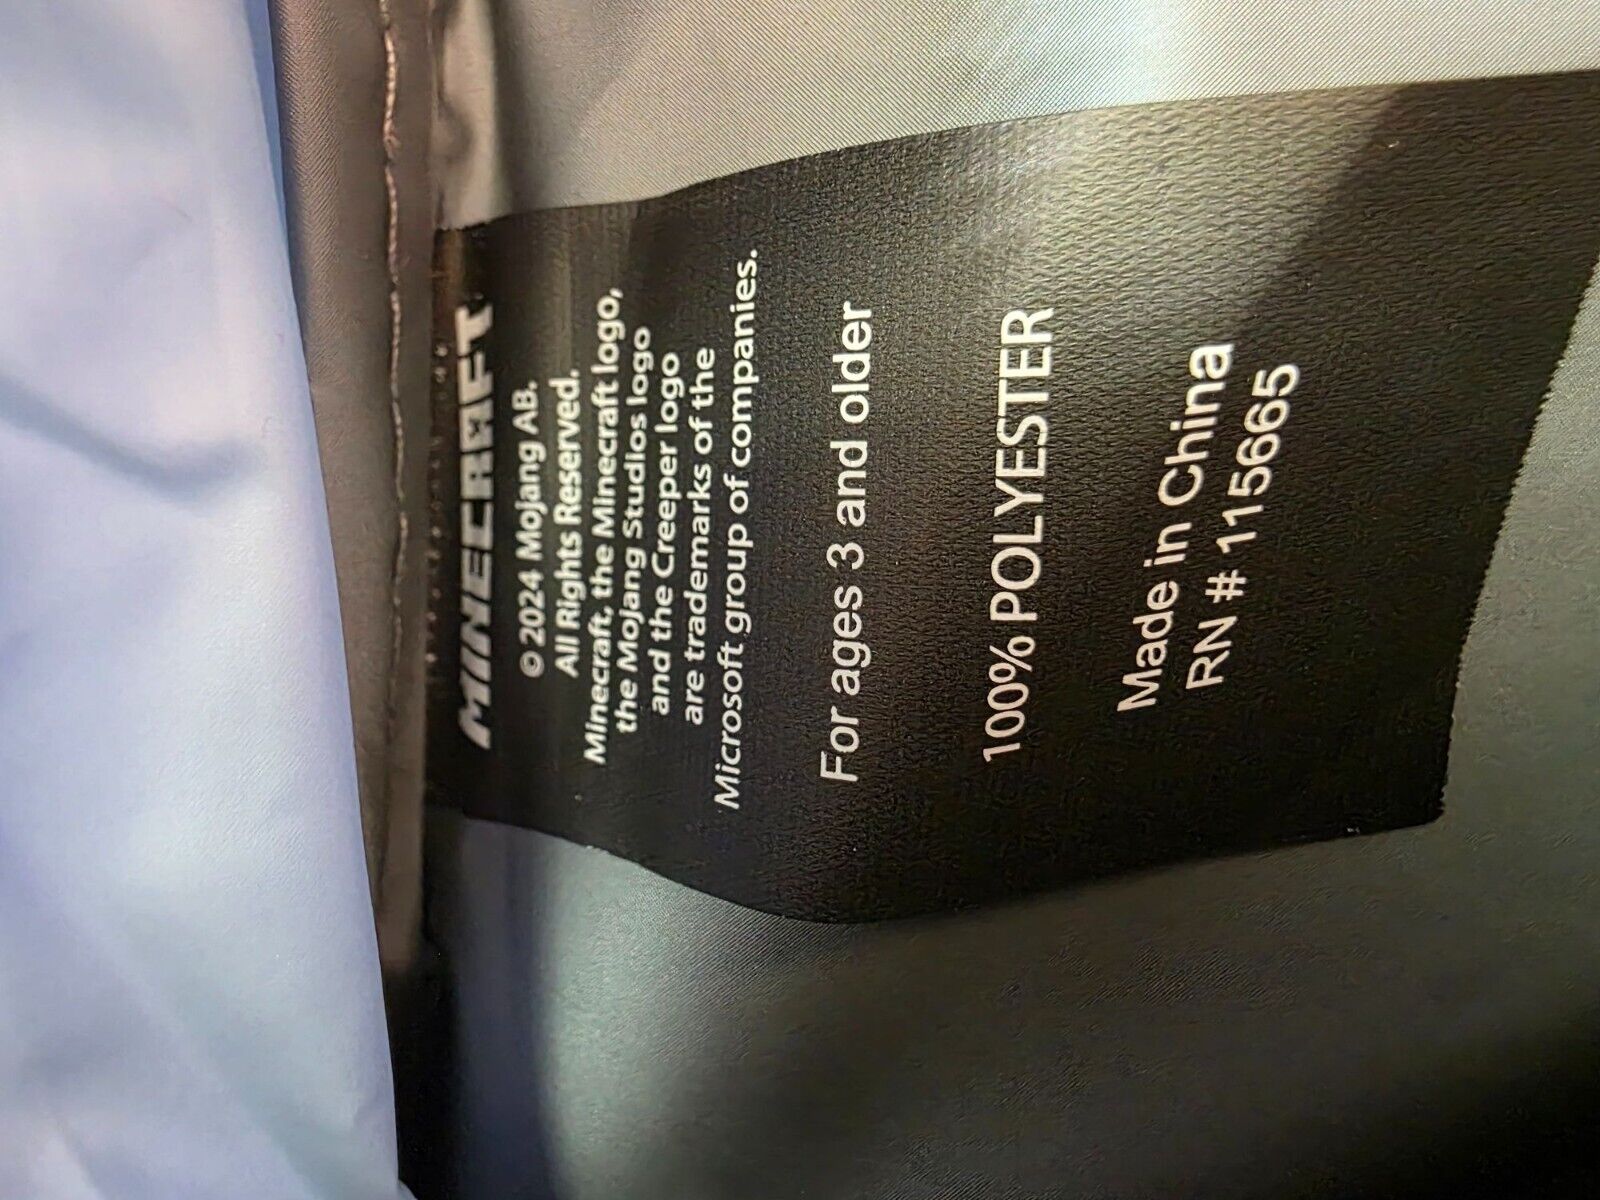 MINECRAFT
©2024 Mojang AB.
All Rights Reserved.
Minecraft, the Minecraft logo,
the Mojang Studios logo
and the Creeper logo
are trademarks of the
Microsoft group of companies.
For ages 3 and older
100% POLYESTER
Made in China
RN # 115665